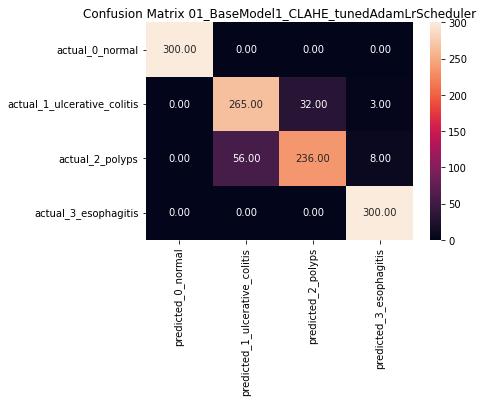 Confusion Matrix 01_BaseModel1_CLAHE_tunedAdamLrScheduler
actual_0_normal 300.00 0.00 0.00 0.00
actual_1_ulcerative_colitis 0.00 265.00 32.00 3.00
actual_2_polyps 0.00 56.00 236.00 8.00
actual_3_esophagitis 0.00 0.00 0.00 300.00
predicted_0_normal
predicted_1_ulcerative_colitis
predicted_2_polyps
predicted_3_esophagitis
300
250
200
150
100
50
0